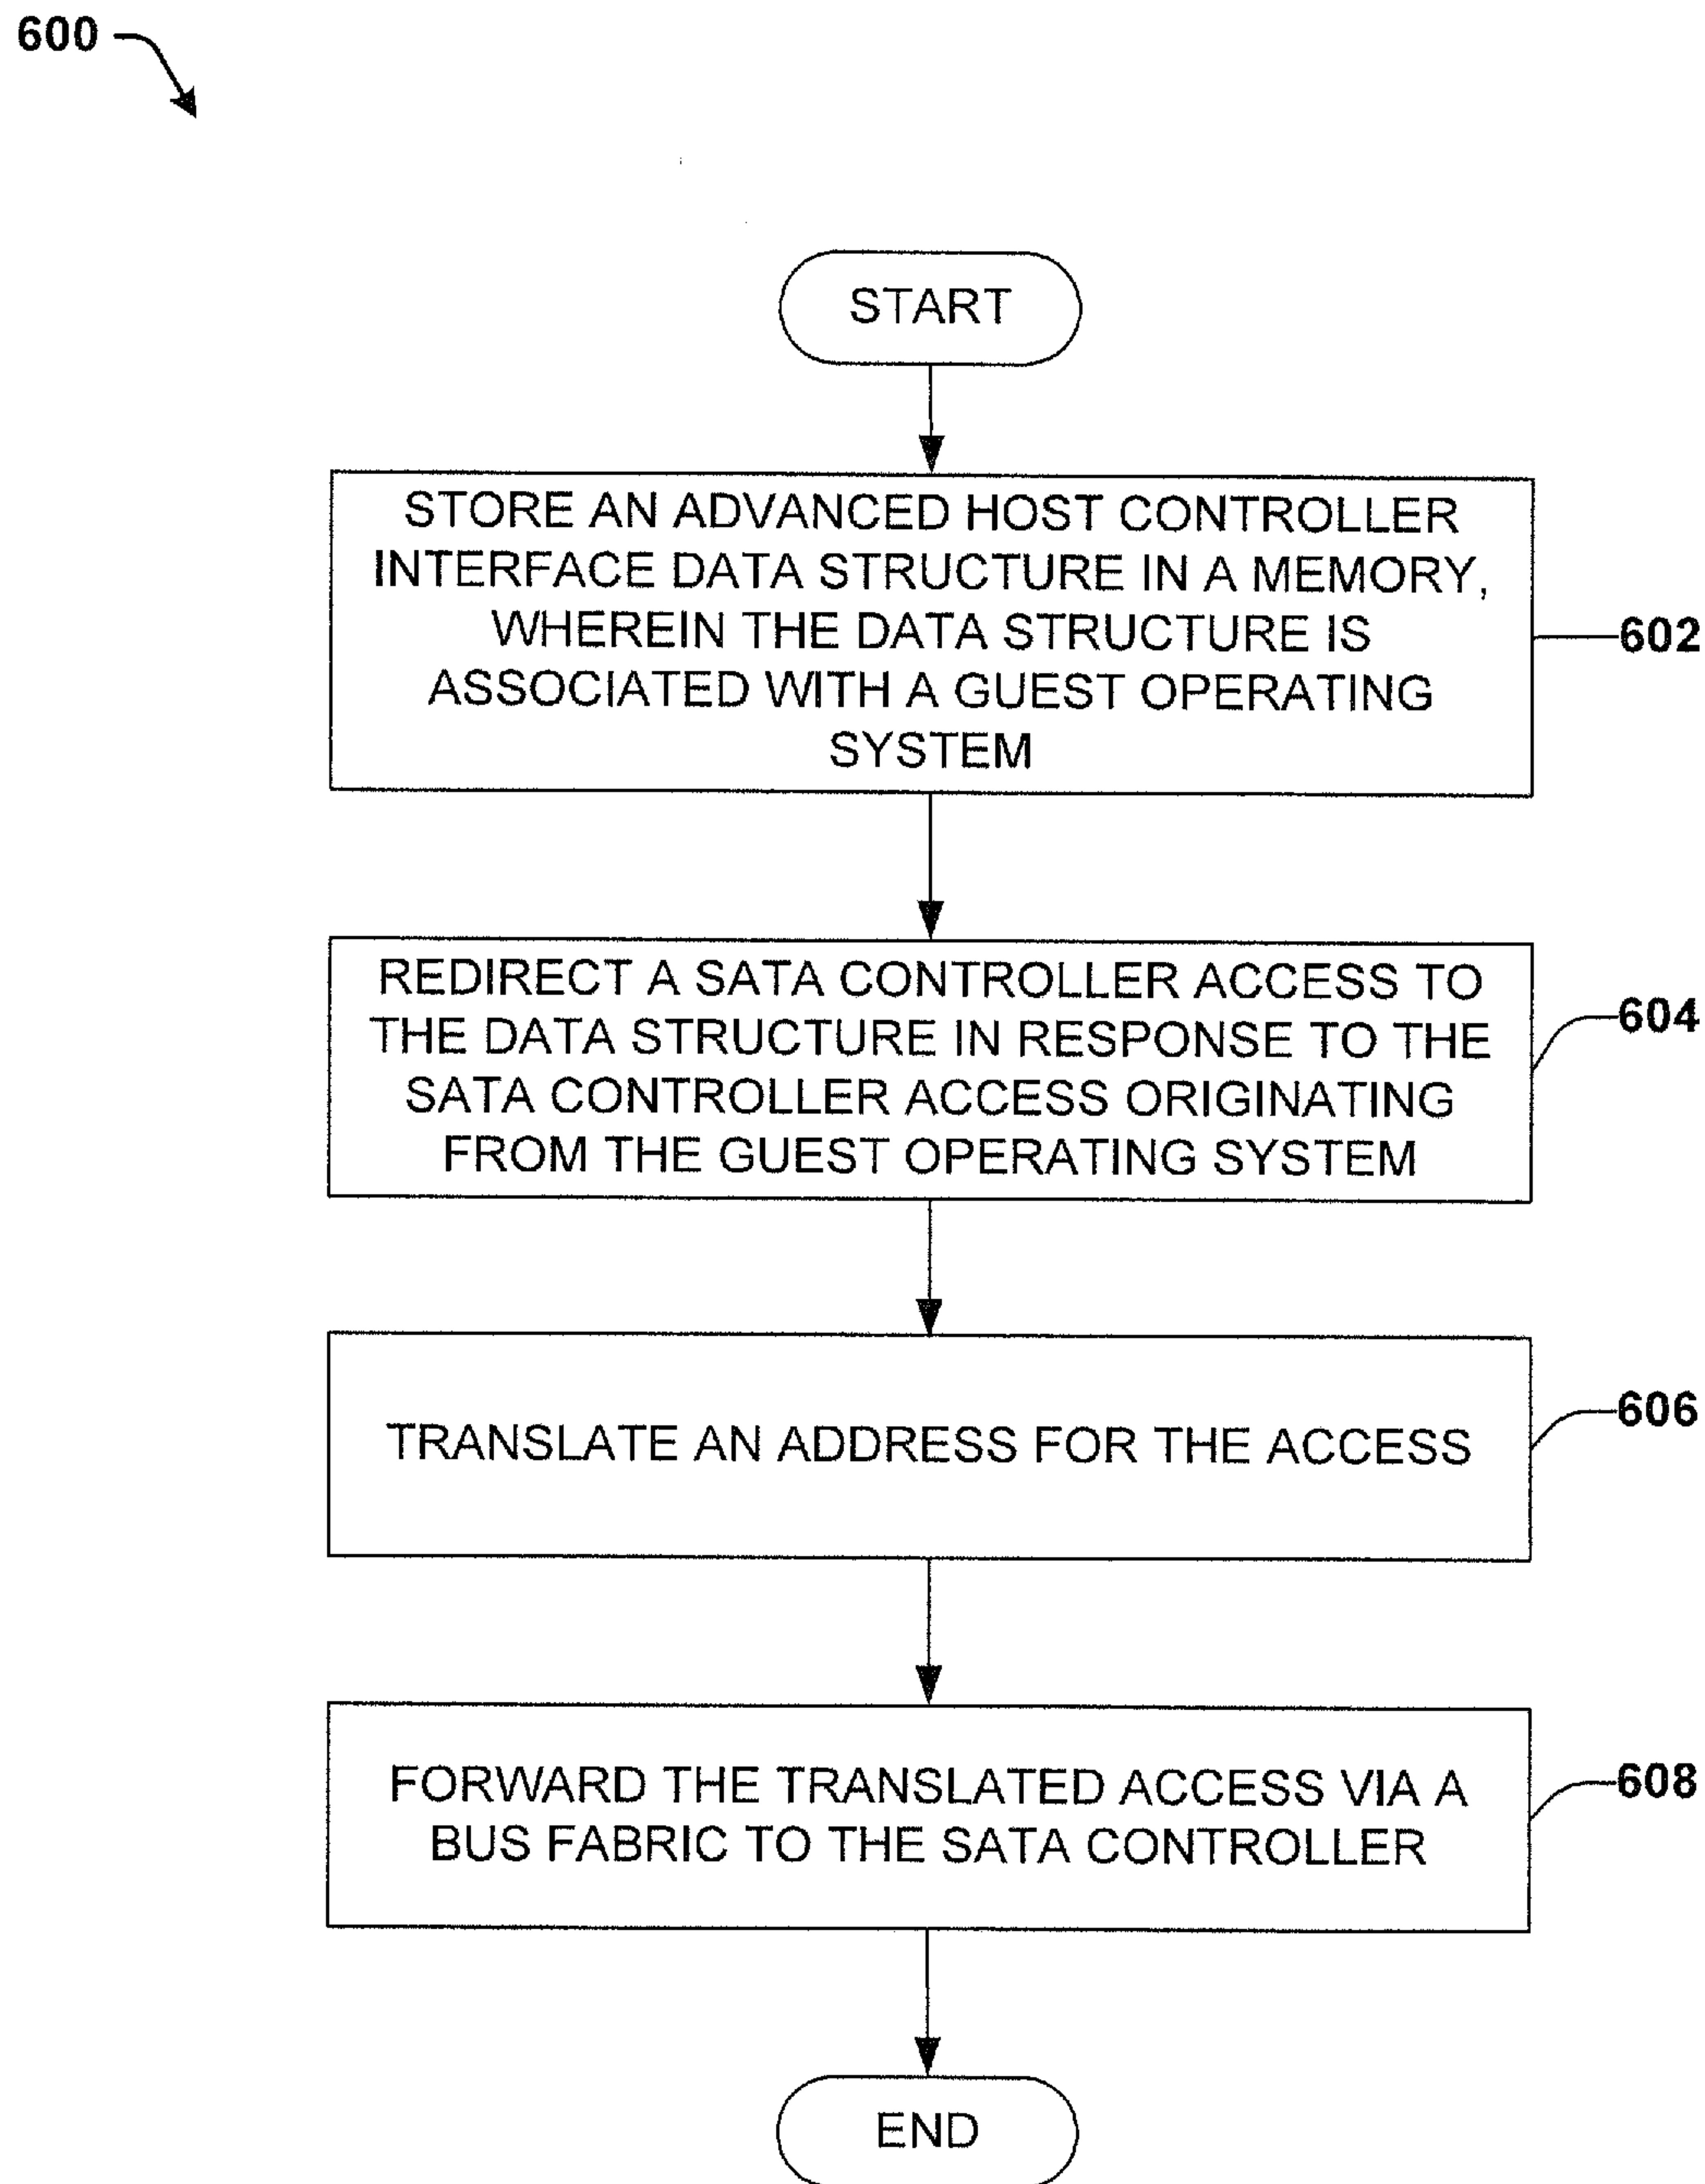 600
START
STORE AN ADVANCED HOST CONTROLLER
INTERFACE DATA STRUCTURE IN A MEMORY,
WHEREIN THE DATA STRUCTURE IS
ASSOCIATED WITH A GUEST OPERATING
SYSTEM
602
REDIRECT A SATA CONTROLLER ACCESS TO
THE DATA STRUCTURE IN RESPONSE TO THE
SATA CONTROLLER ACCESS ORIGINATING
FROM THE GUEST OPERATING SYSTEM
604
TRANSLATE AN ADDRESS FOR THE ACCESS
606
FORWARD THE TRANSLATED ACCESS VIA A
BUS FABRIC TO THE SATA CONTROLLER
608
END